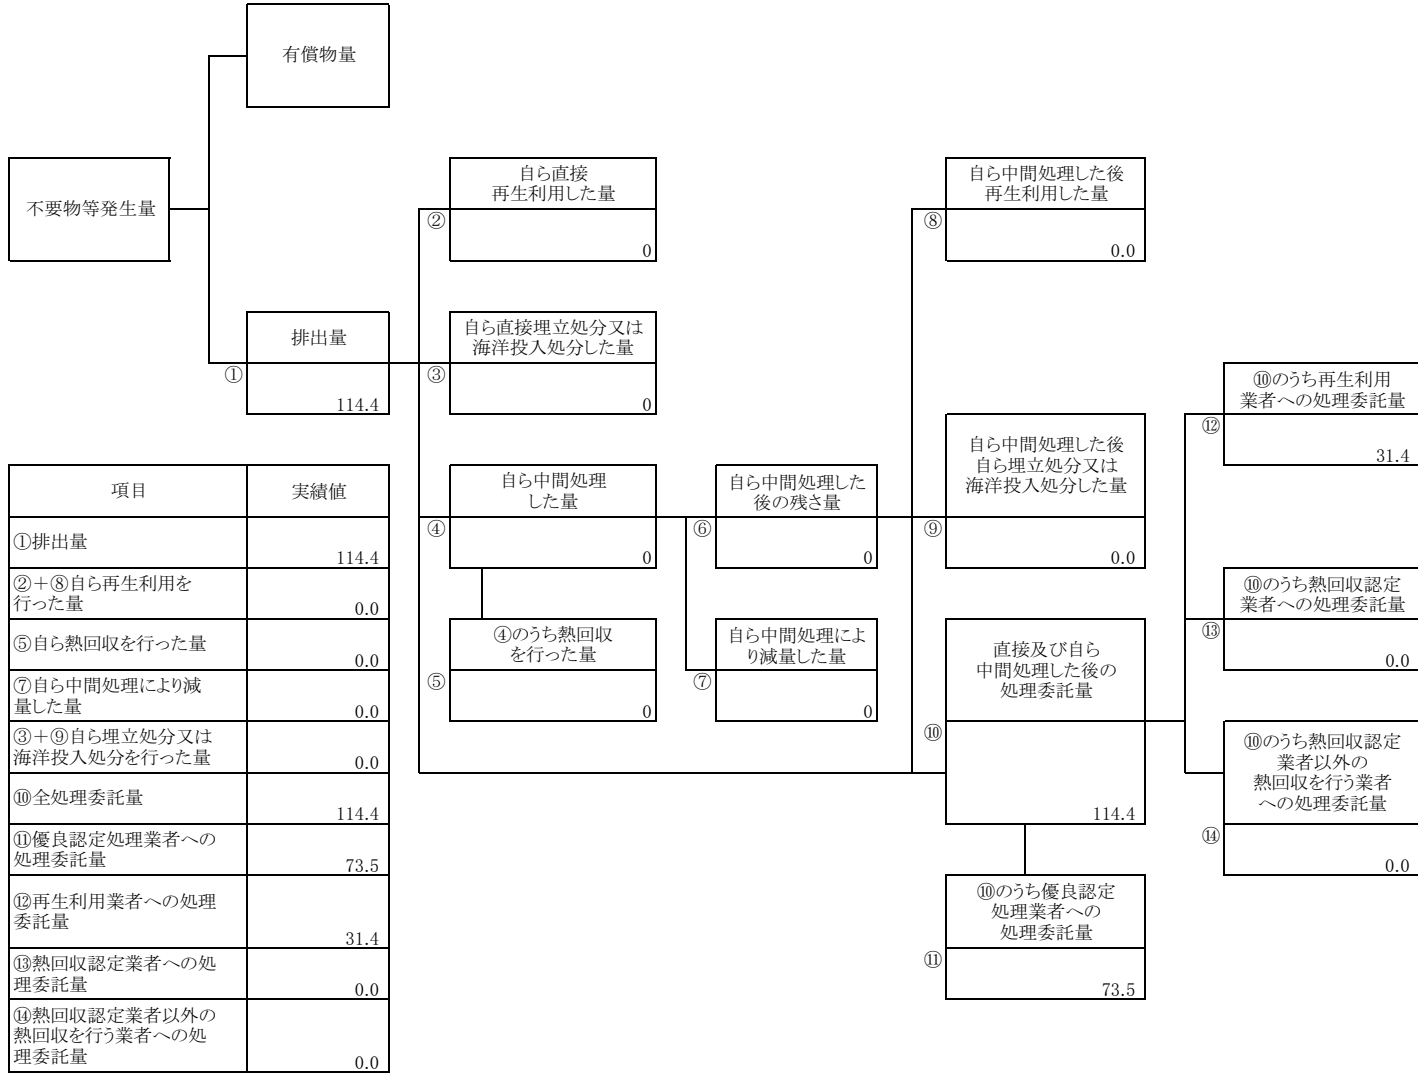 有償物量
不要物等発生量
自ら直接
再生利用した量
②
0
自ら中間処理した後
再生利用した量
⑧
0.0
排出量
①
114.4
自ら直接埋立処分又は
海洋投入処分した量
③
0
⑩のうち再生利用
業者への処理委託量
⑫
31.4
自ら中間処理
した量
④
0
自ら中間処理した
後の残さ量
⑥
0
自ら中間処理した後
自ら埋立処分又は
海洋投入処分した量
⑨
0.0
⑩のうち熱回収認定
業者への処理委託量
⑬
0.0
④のうち熱回収
を行った量
⑤
0
自ら中間処理によ
り減量した量
⑦
0
直接及び自ら
中間処理した後の
処理委託量
⑩
114.4
⑩のうち熱回収認定
業者以外の
熱回収を行う業者
への処理委託量
⑭
0.0
⑩のうち優良認定
処理業者への
処理委託量
⑪
73.5
項目 実績値
①排出量
114.4
②＋⑧自ら再生利用を
行った量
0.0
⑤自ら熱回収を行った量
0.0
⑦自ら中間処理により減
量した量
0.0
③＋⑨自ら埋立処分又は
海洋投入処分を行った量
0.0
⑩全処理委託量
114.4
⑪優良認定処理業者への
処理委託量
73.5
⑫再生利用業者への処理
委託量
31.4
⑬熱回収認定業者への処
理委託量
0.0
⑭熱回収認定業者以外の
熱回収を行う業者への処
理委託量
0.0